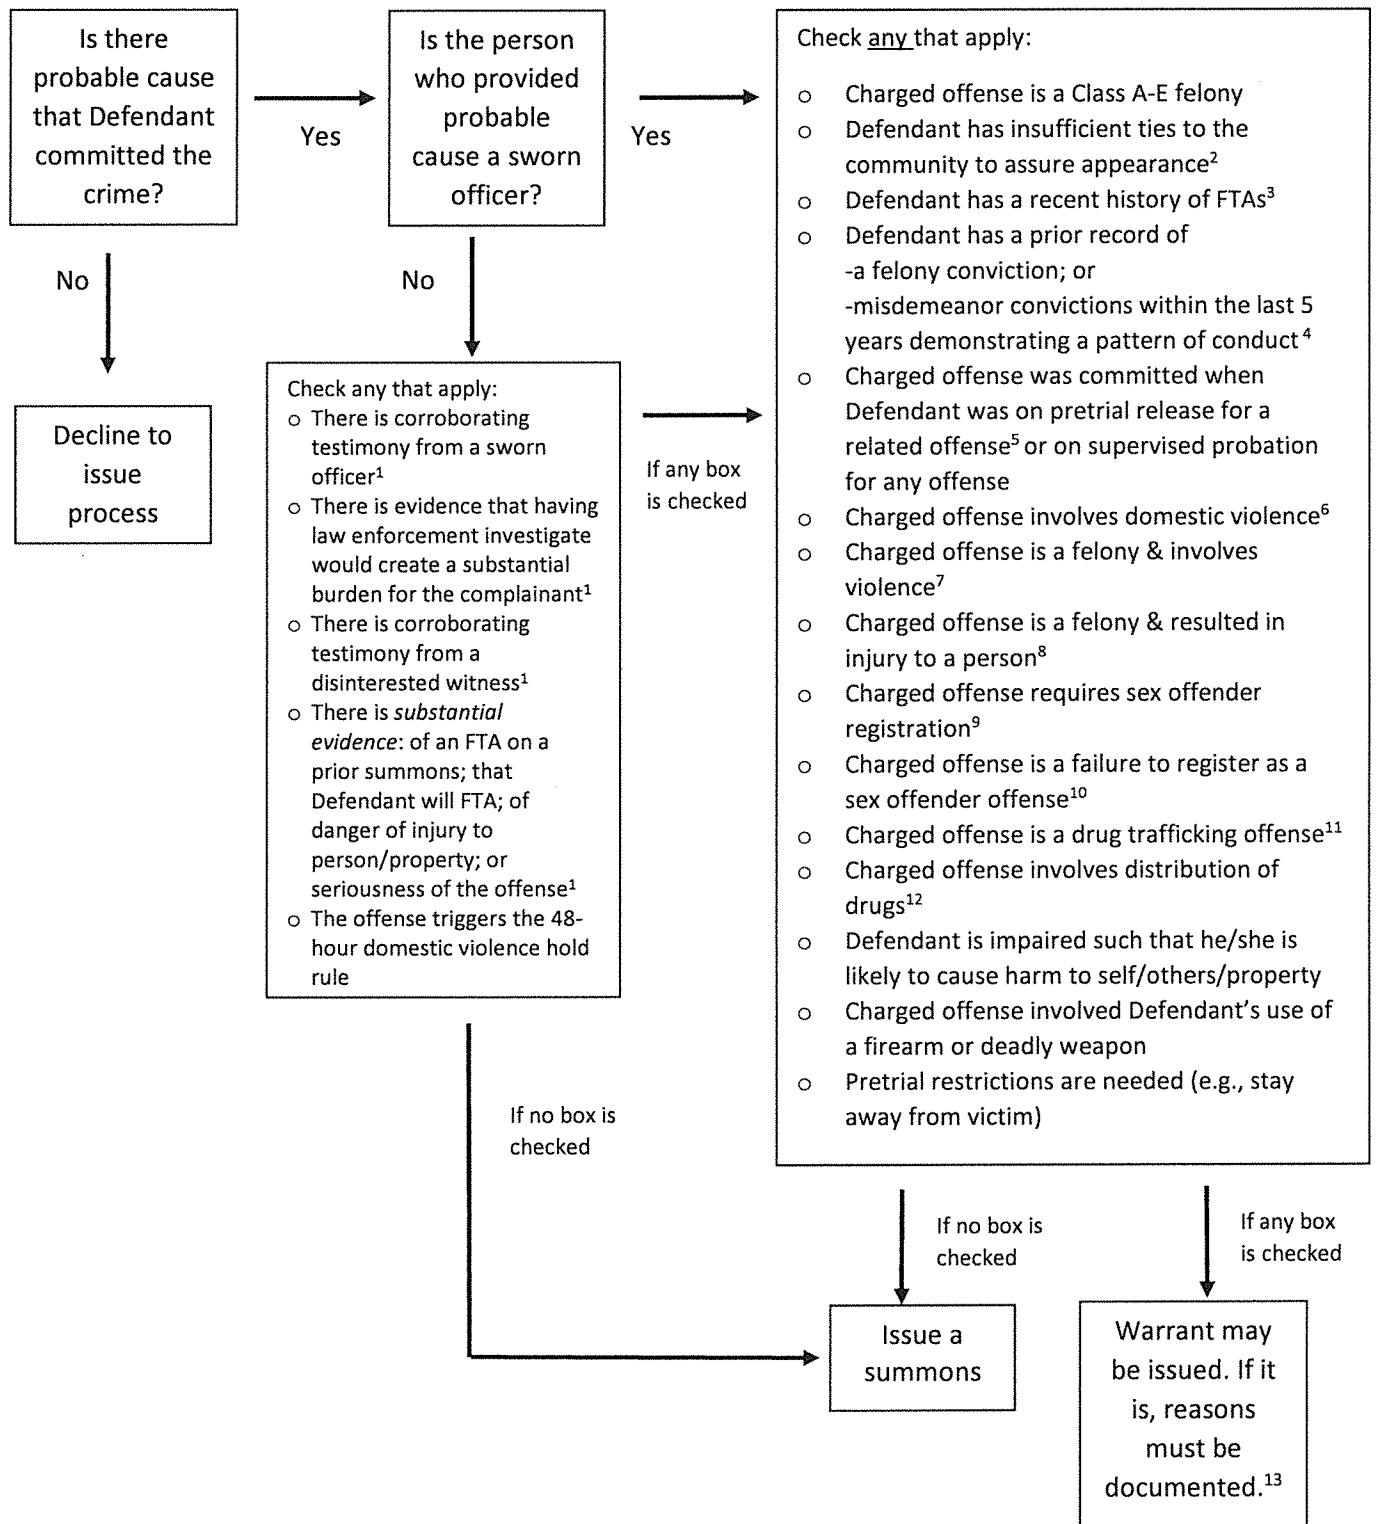 Is there
probable cause
that Defendant
committed the
crime?
Yes
Is the person
who provided
probable
cause a sworn
officer?
Yes
No
Decline to
issue
process
No
Check any that apply:
○ There is corroborating
testimony from a sworn
officer¹
○ There is evidence that having
law enforcement investigate
would create a substantial
burden for the complainant¹
○ There is corroborating
testimony from a
disinterested witness¹
○ There is substantial
evidence: of an FTA on a
prior summons; that
Defendant will FTA; of
danger of injury to
person/property; or
seriousness of the offense¹
○ The offense triggers the 48-
hour domestic violence hold
rule
If any box
is checked
If no box is
checked
Check any that apply:
○ Charged offense is a Class A-E felony
○ Defendant has insufficient ties to the
community to assure appearance²
○ Defendant has a recent history of FTAs³
○ Defendant has a prior record of
-a felony conviction; or
-misdemeanor convictions within the last 5
years demonstrating a pattern of conduct⁴
○ Charged offense was committed when
Defendant was on pretrial release for a
related offense⁵ or on supervised probation
for any offense
○ Charged offense involves domestic violence⁶
○ Charged offense is a felony & involves
violence⁷
○ Charged offense is a felony & resulted in
injury to a person⁸
○ Charged offense requires sex offender
registration⁹
○ Charged offense is a failure to register as a
sex offender offense¹⁰
○ Charged offense is a drug trafficking offense¹¹
○ Charged offense involves distribution of
drugs¹²
○ Defendant is impaired such that he/she is
likely to cause harm to self/others/property
○ Charged offense involved Defendant's use of
a firearm or deadly weapon
○ Pretrial restrictions are needed (e.g., stay
away from victim)
If no box is
checked
If any box
is checked
Issue a
summons
Warrant may
be issued. If it
is, reasons
must be
documented.¹³